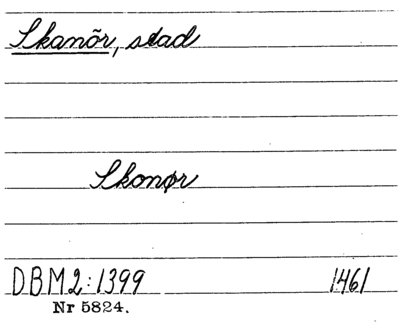 Skanör, stad
Skonør
DBM2:1399 1461
Nr 5824.